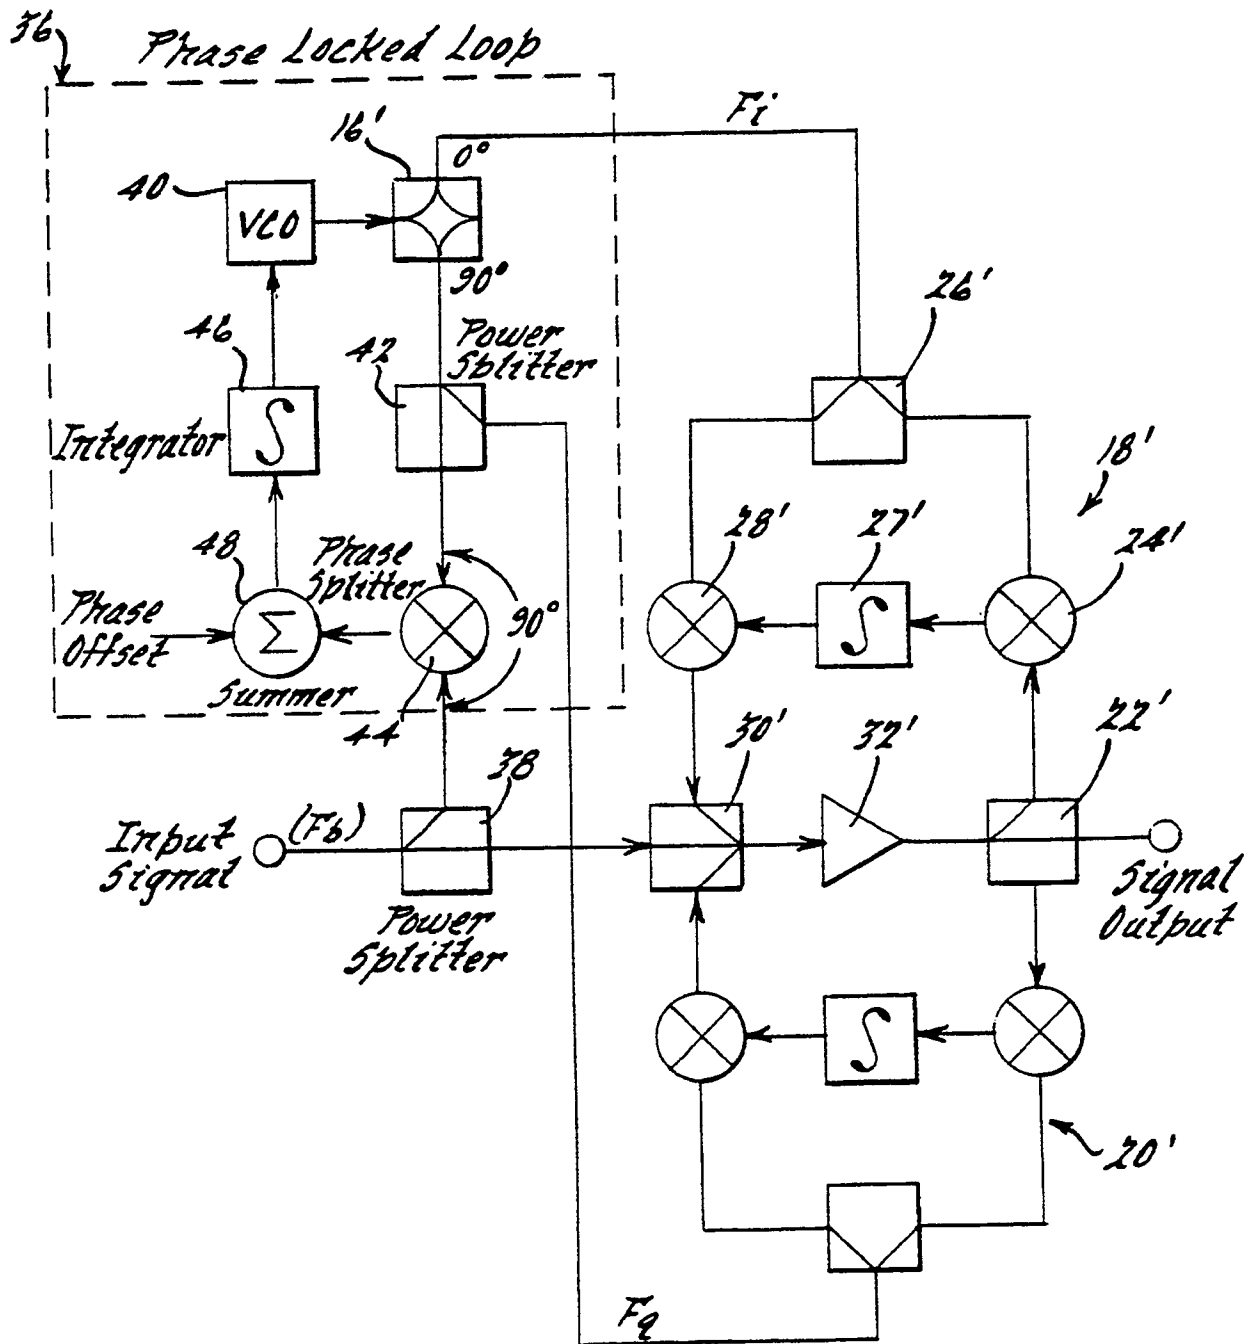 36
Phase Locked Loop
16'
Fi
0°
40
VCO
90°
26'
46
42
Power
Splitter
Integrator
∫
18'
28'
27'
24'
48
Phase
Splitter
∫
Phase
Offset
Σ
90°
Summer
44
30'
32'
22'
38
Input
Signal
(Fb)
Signal
Output
Power
Splitter
∫
20'
Fq